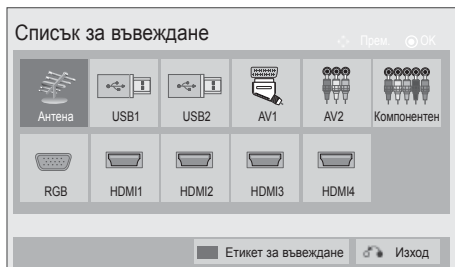 Списък за въвеждане
Прем. OK
Антена USB1 USB2 AV1 AV2 Компонентен
RGB HDMI1 HDMI2 HDMI3 HDMI4
Етикет за въвеждане Изход